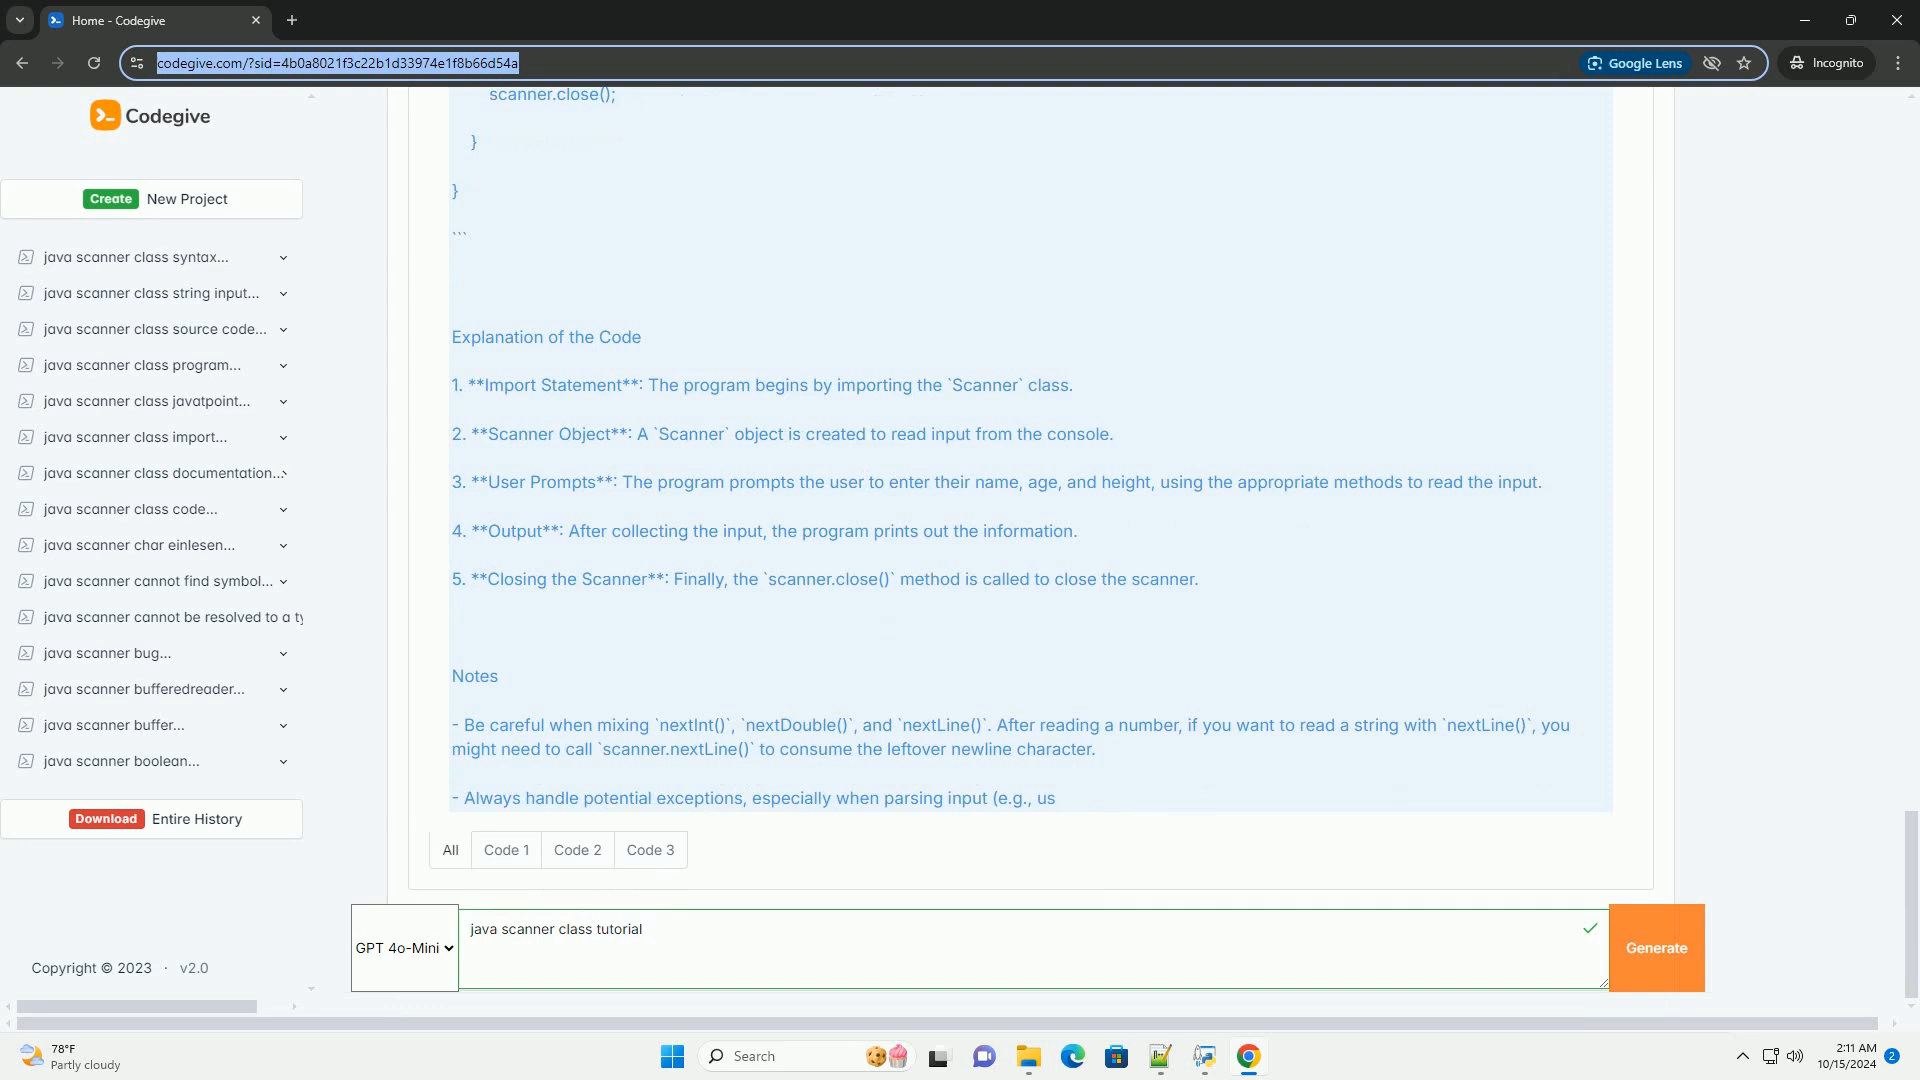 Home - Codegive
codegive.com/?sid=4b0a8021f3c22b1d33974e1f8b66d54a
Google Lens
Incognito
Codegive
Create New Project
java scanner class syntax...
java scanner class string input...
java scanner class source code...
java scanner class program...
java scanner class javatpoint...
java scanner class import...
java scanner class documentation...
java scanner class code...
java scanner char einlesen...
java scanner cannot find symbol...
java scanner cannot be resolved to a ty
java scanner bug...
java scanner bufferedreader...
java scanner buffer...
java scanner boolean...
Download Entire History
Copyright © 2023 · v2.0
scanner.close();
}
}
```
Explanation of the Code
1. **Import Statement**: The program begins by importing the `Scanner` class.
2. **Scanner Object**: A `Scanner` object is created to read input from the console.
3. **User Prompts**: The program prompts the user to enter their name, age, and height, using the appropriate methods to read the input.
4. **Output**: After collecting the input, the program prints out the information.
5. **Closing the Scanner**: Finally, the `scanner.close()` method is called to close the scanner.
Notes
- Be careful when mixing `nextInt()`, `nextDouble()`, and `nextLine()`. After reading a number, if you want to read a string with `nextLine()`, you
might need to call `scanner.nextLine()` to consume the leftover newline character.
- Always handle potential exceptions, especially when parsing input (e.g., us
All Code 1 Code 2 Code 3
GPT 4o-Mini
java scanner class tutorial
Generate
78°F
Partly cloudy
Search
2:11 AM
10/15/2024
2